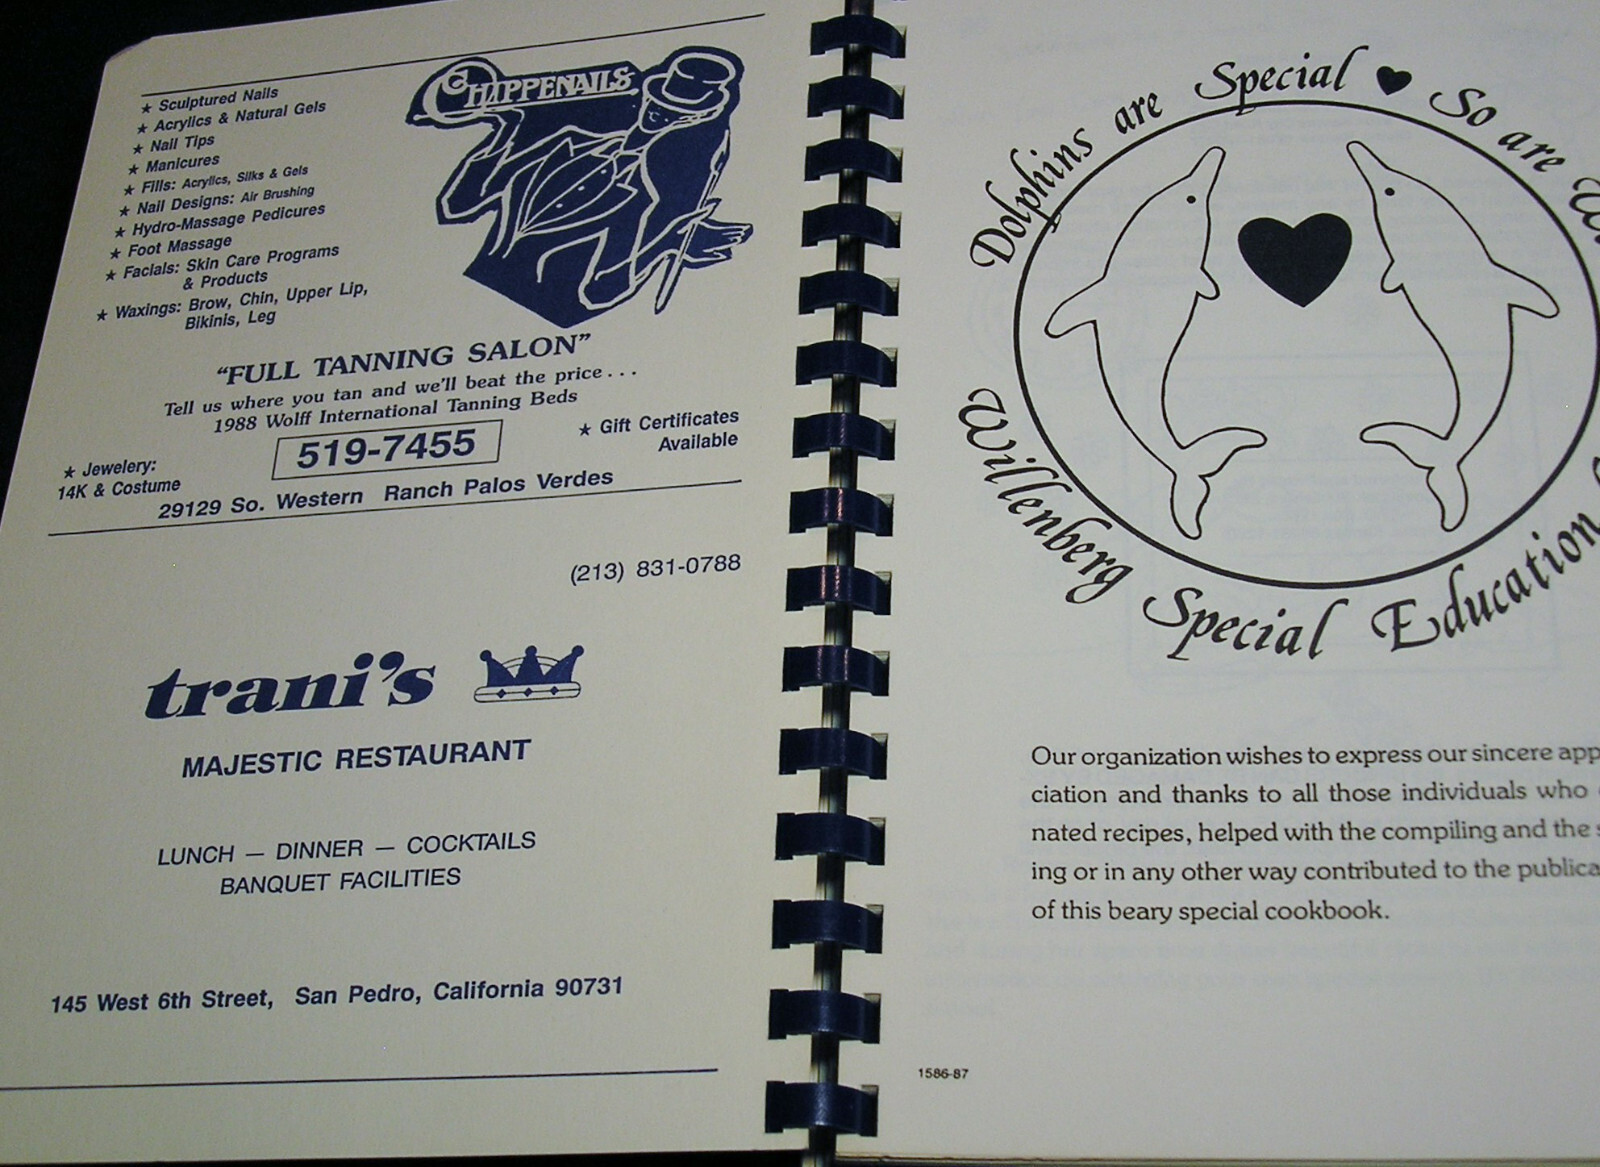 CHIPPENAILS
★ Sculptured Nails
★ Acrylics & Natural Gels
★ Nail Tips
★ Manicures
★ Fills: Acrylics, Silks & Gels
★ Nail Designs: Air Brushing
★ Hydro-Massage Pedicures
★ Foot Massage
★ Facials: Skin Care Programs
& Products
★ Waxings: Brow, Chin, Upper Lip,
Bikinis, Leg
"FULL TANNING SALON"
Tell us where you tan and we'll beat the price . . .
1988 Wolff International Tanning Beds
519-7455
★ Gift Certificates
Available
★ Jewelery:
14K & Costume
29129 So. Western Ranch Palos Verdes
(213) 831-0788
trani's
MAJESTIC RESTAURANT
LUNCH — DINNER — COCKTAILS
BANQUET FACILITIES
145 West 6th Street, San Pedro, California 90731
Dolphins are Special ♥ So are
Willenberg Special Education
Our organization wishes to express our sincere app
ciation and thanks to all those individuals who
nated recipes, helped with the compiling and the
ing or in any other way contributed to the publica
of this beary special cookbook.
1586-87